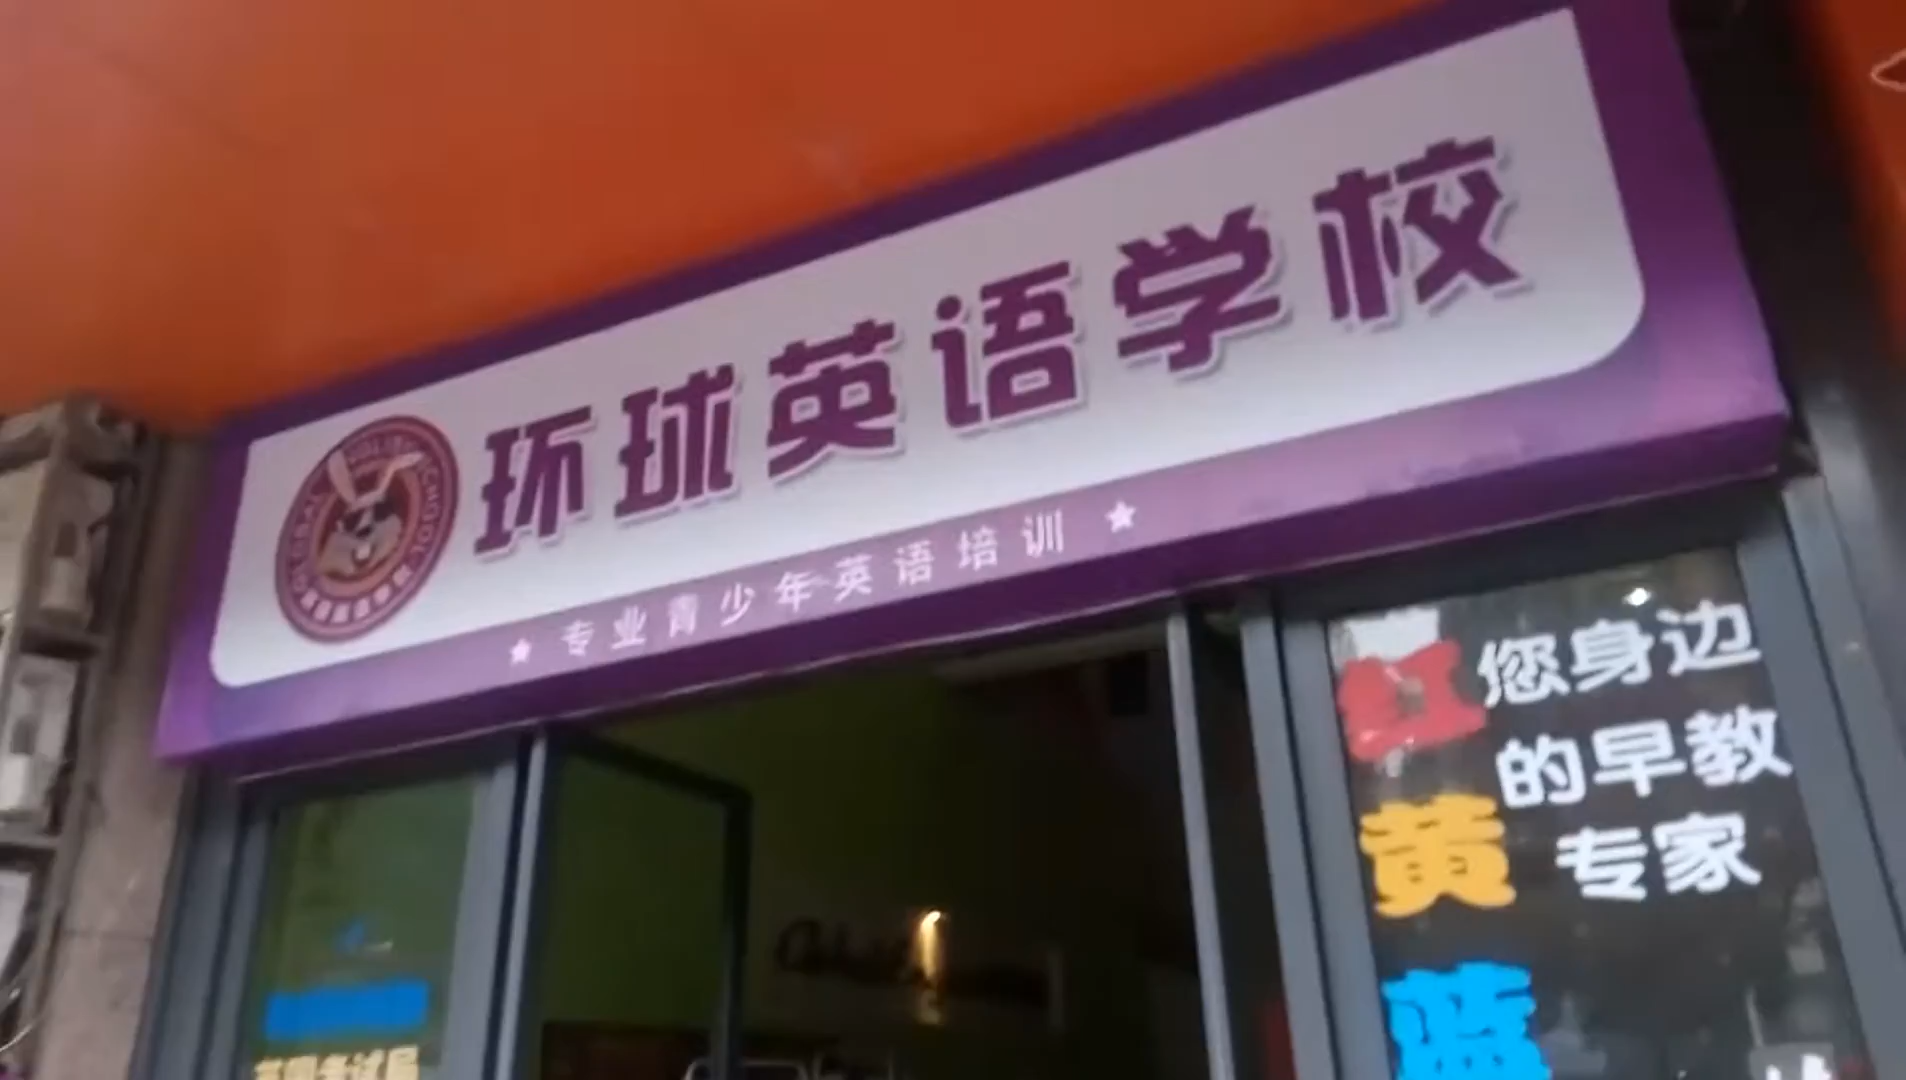 环球英语学校
★ 专业青少年英语培训 ★
红 您身边
的早教
黄 专家
蓝